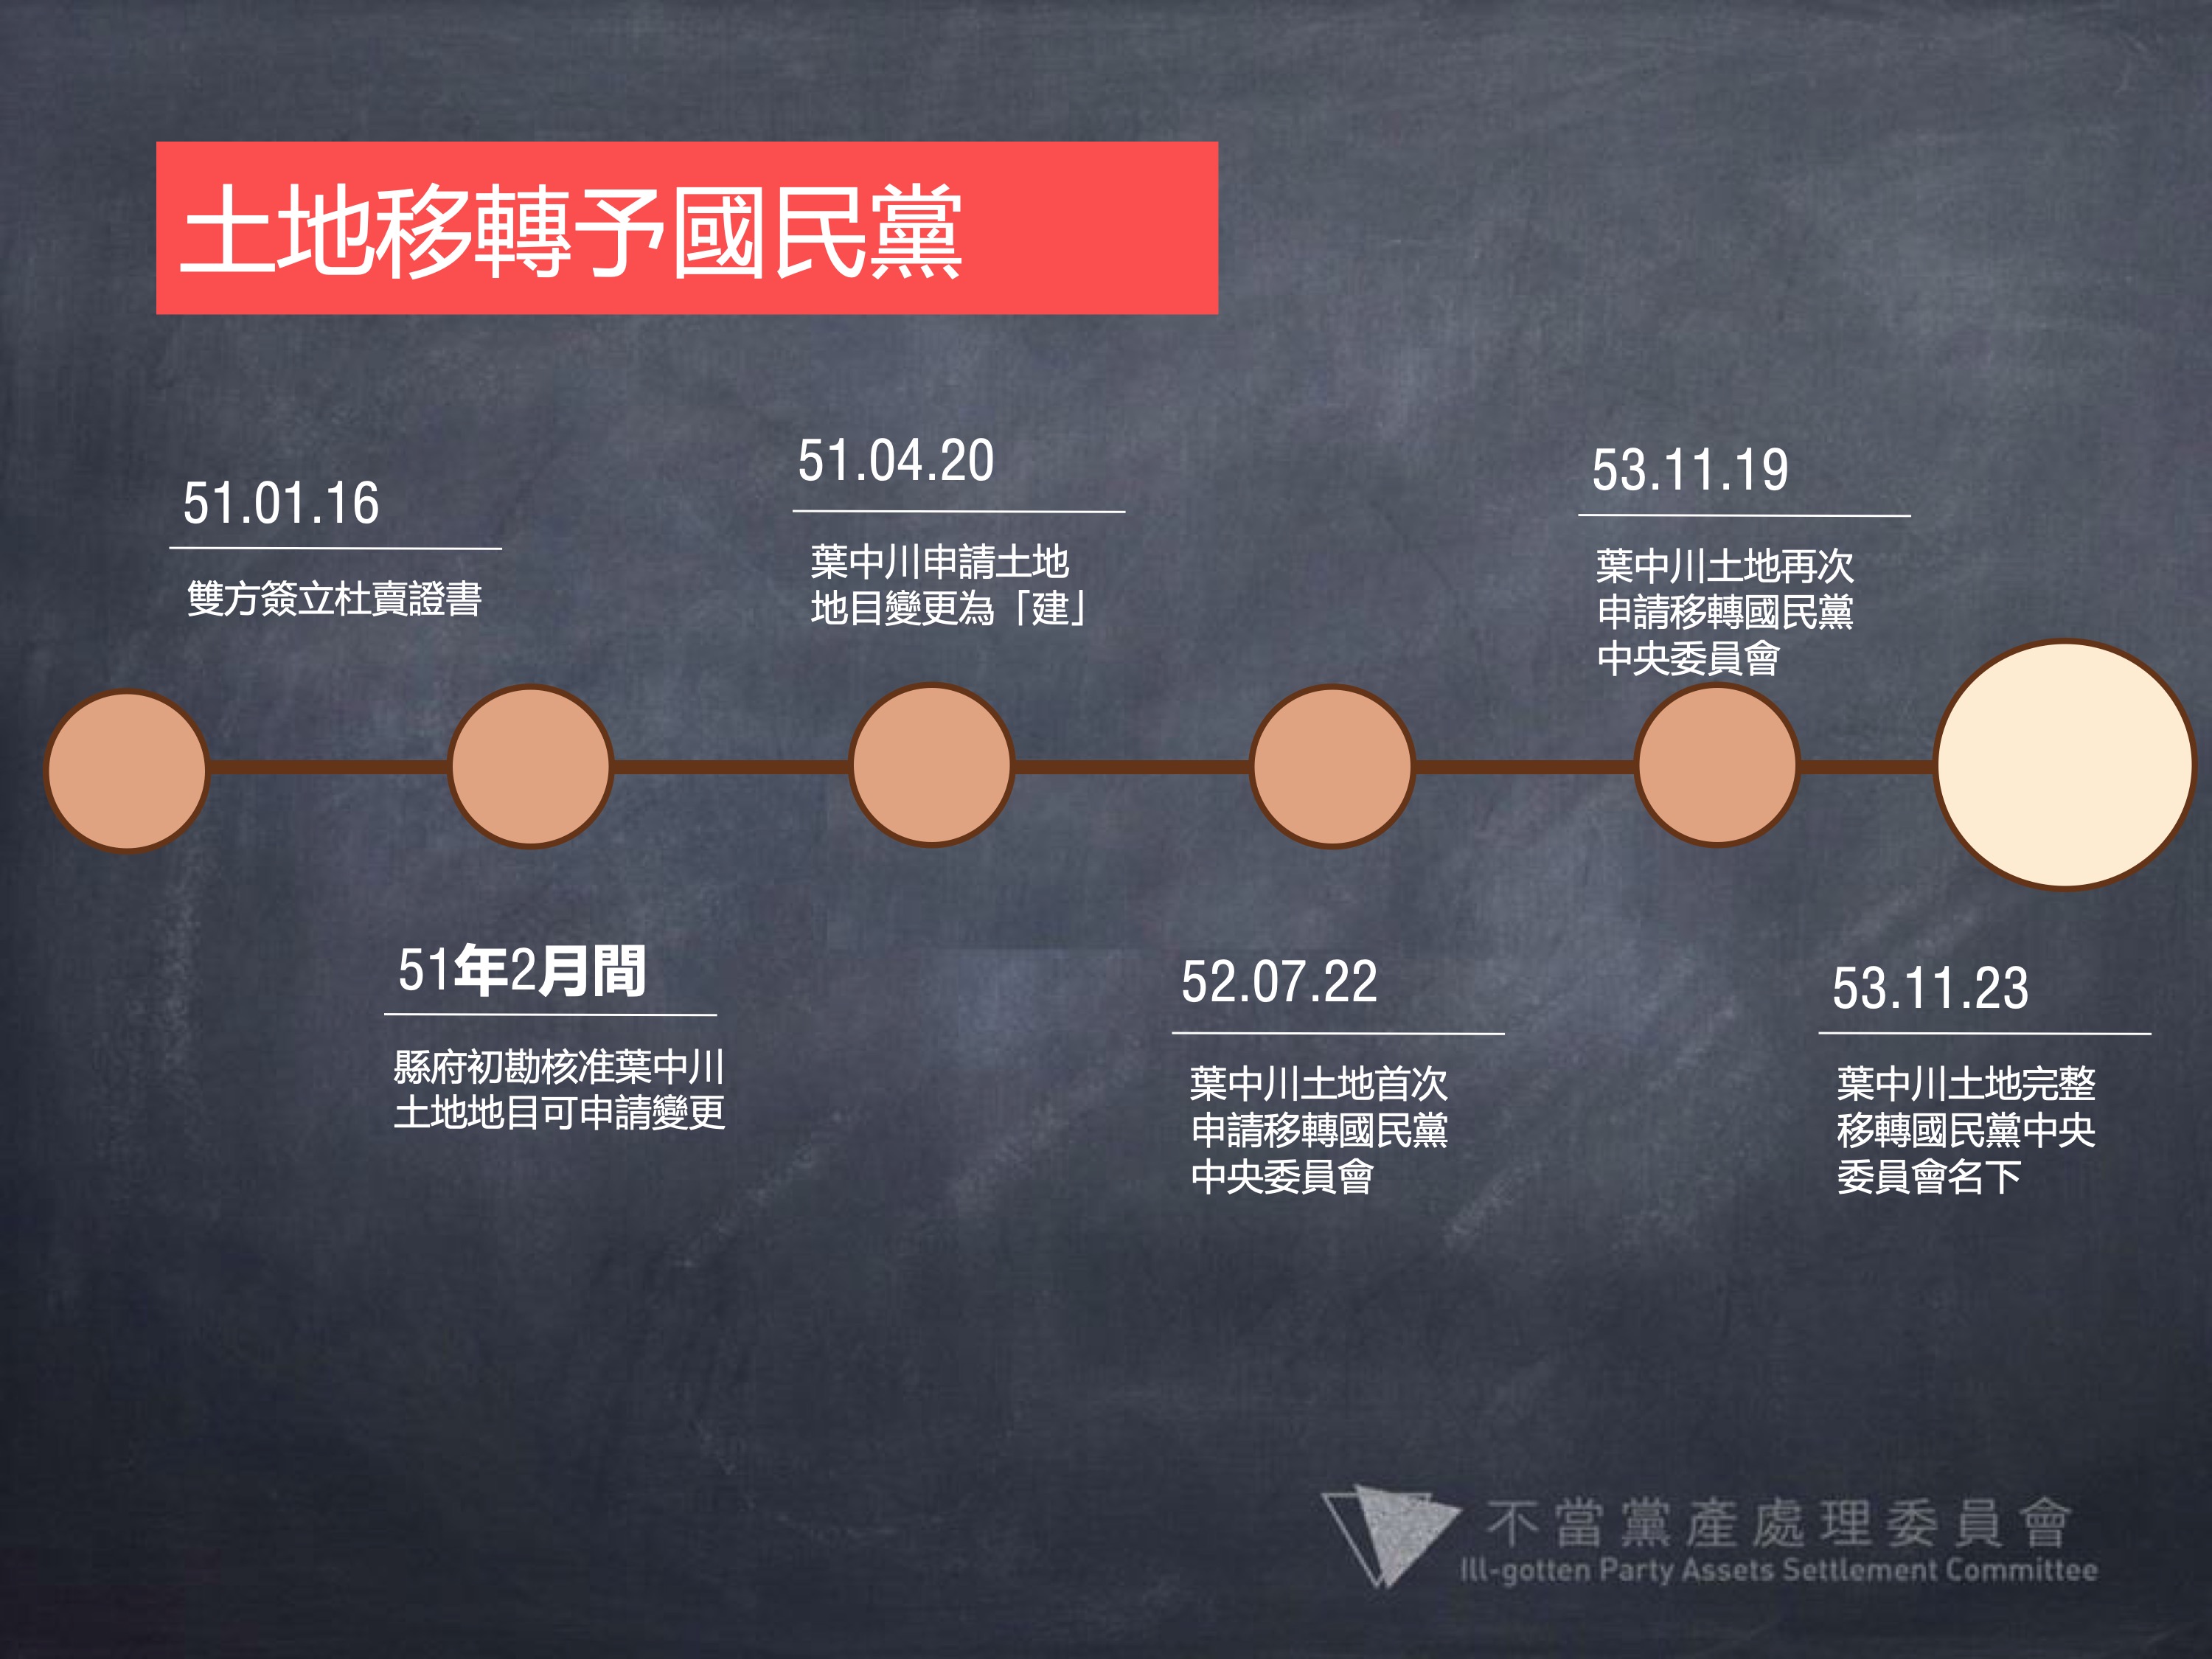 土地移轉予國民黨
51.01.16
雙方簽立杜賣證書
51年2月間
縣府初勘核准葉中川
土地地目可申請變更
51.04.20
葉中川申請土地
地目變更為「建」
52.07.22
葉中川土地首次
申請移轉國民黨
中央委員會
53.11.19
葉中川土地再次
申請移轉國民黨
中央委員會
53.11.23
葉中川土地完整
移轉國民黨中央
委員會名下
不當黨產處理委員會
Ill-gotten Party Assets Settlement Committee